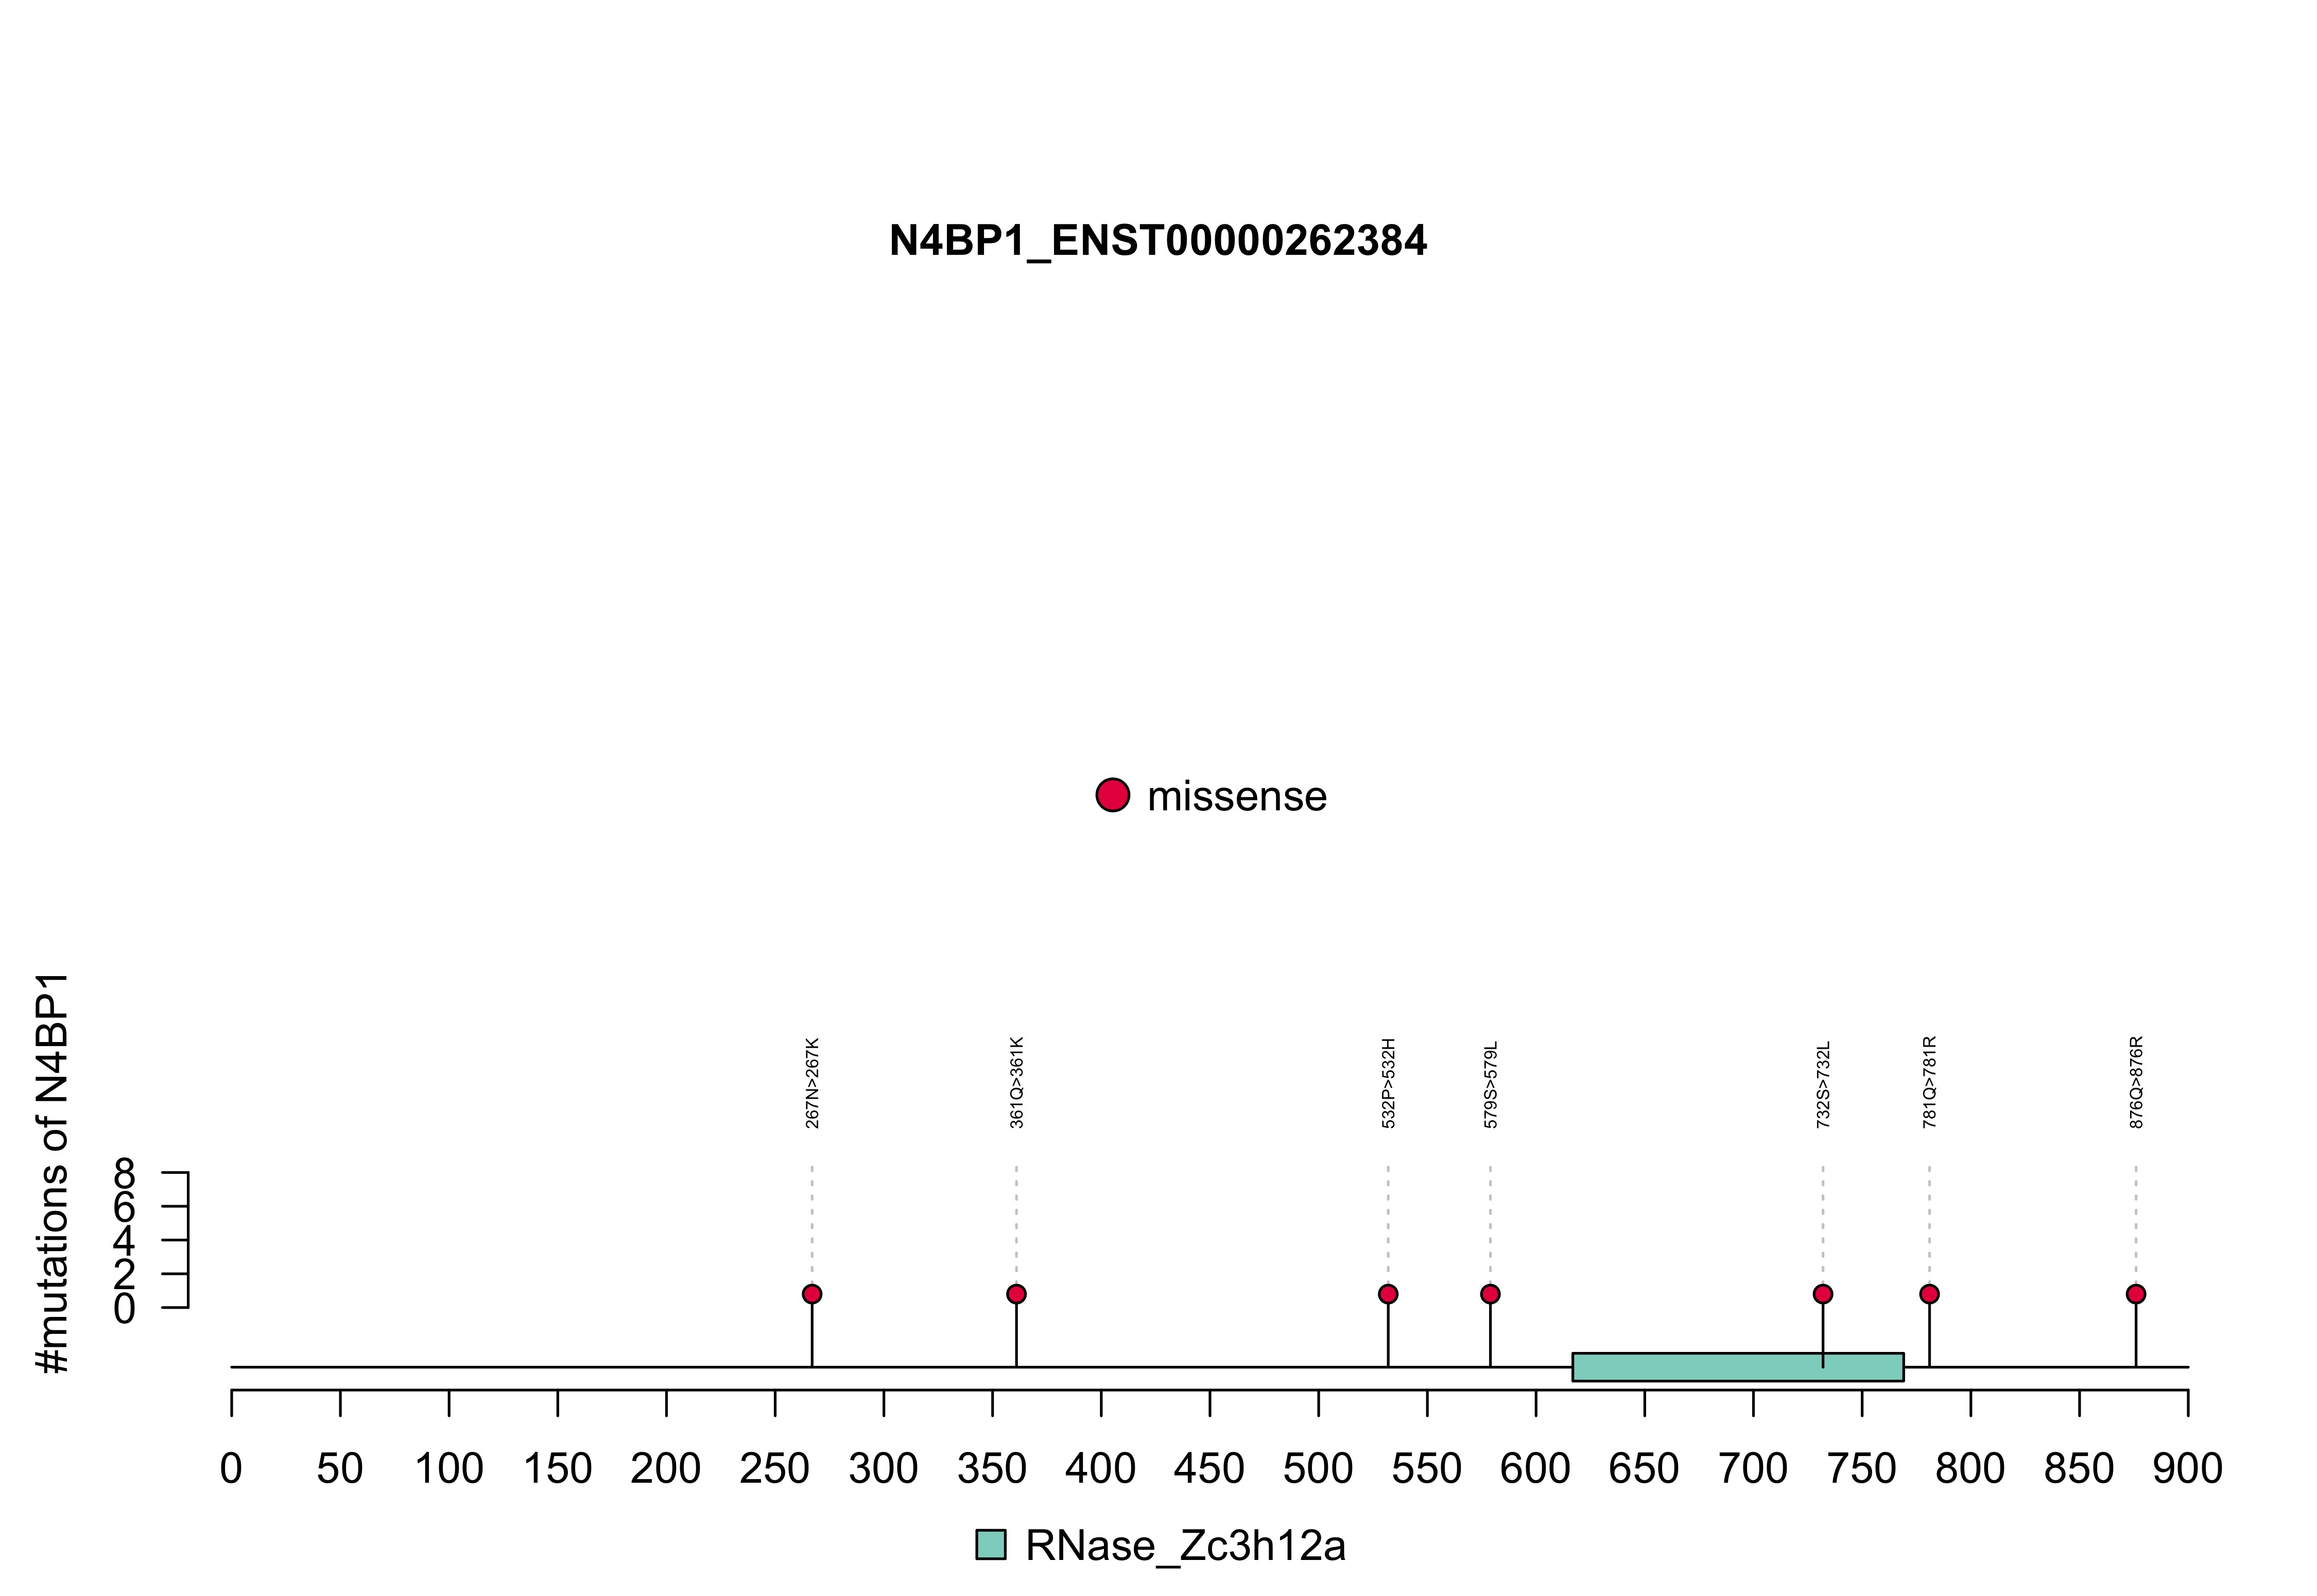 N4BP1_ENST00000262384
missense
#mutations of N4BP1
267N>267K
361Q>361K
532P>532H
579S>579L
732S>732L
781Q>781R
876Q>876R
8
6
4
2
0
0 50 100 150 200 250 300 350 400 450 500 550 600 650 700 750 800 850 900
RNase_Zc3h12a